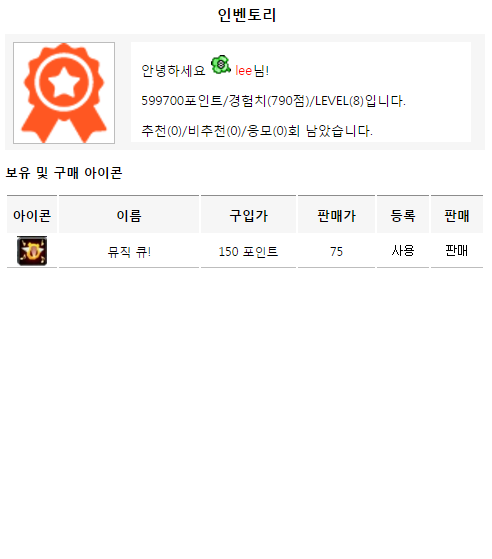 인벤토리
안녕하세요 lee님!
599700포인트/경험치(790점)/LEVEL(8)입니다.
추천(0)/비추천(0)/응모(0)회 남았습니다.
보유 및 구매 아이콘
아이콘 이름 구입가 판매가 등록 판매
뮤직 큐! 150 포인트 75 사용 판매